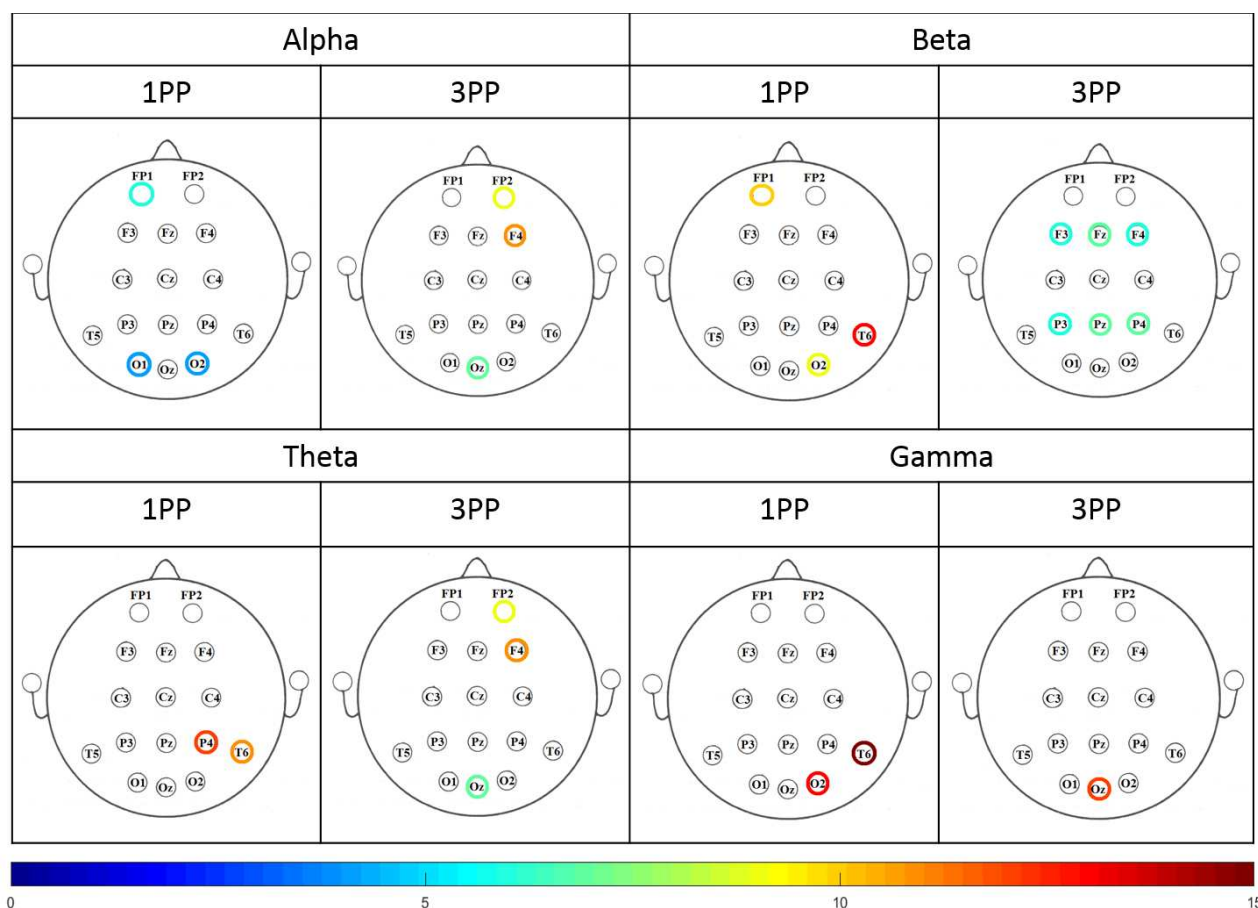 Alpha Beta
1PP 3PP 1PP 3PP
FP1 FP2 FP1 FP2 FP1 FP2 FP1 FP2
F3 Fz F4 F3 Fz F4 F3 Fz F4 F3 Fz F4
C3 Cz C4 C3 Cz C4 C3 Cz C4 C3 Cz C4
P3 Pz P4 P3 Pz P4 P3 Pz P4 P3 Pz P4
T5 T6 T5 T6 T5 T6 T5 T6
O1 Oz O2 O1 Oz O2 O1 Oz O2 O1 Oz O2
Theta Gamma
1PP 3PP 1PP 3PP
FP1 FP2 FP1 FP2 FP1 FP2 FP1 FP2
F3 Fz F4 F3 Fz F4 F3 Fz F4 F3 Fz F4
C3 Cz C4 C3 Cz C4 C3 Cz C4 C3 Cz C4
P3 Pz P4 P3 Pz P4 P3 Pz P4 P3 Pz P4
T5 T6 T5 T6 T5 T6 T5 T6
O1 Oz O2 O1 Oz O2 O1 Oz O2 O1 Oz O2
0 5 10 15